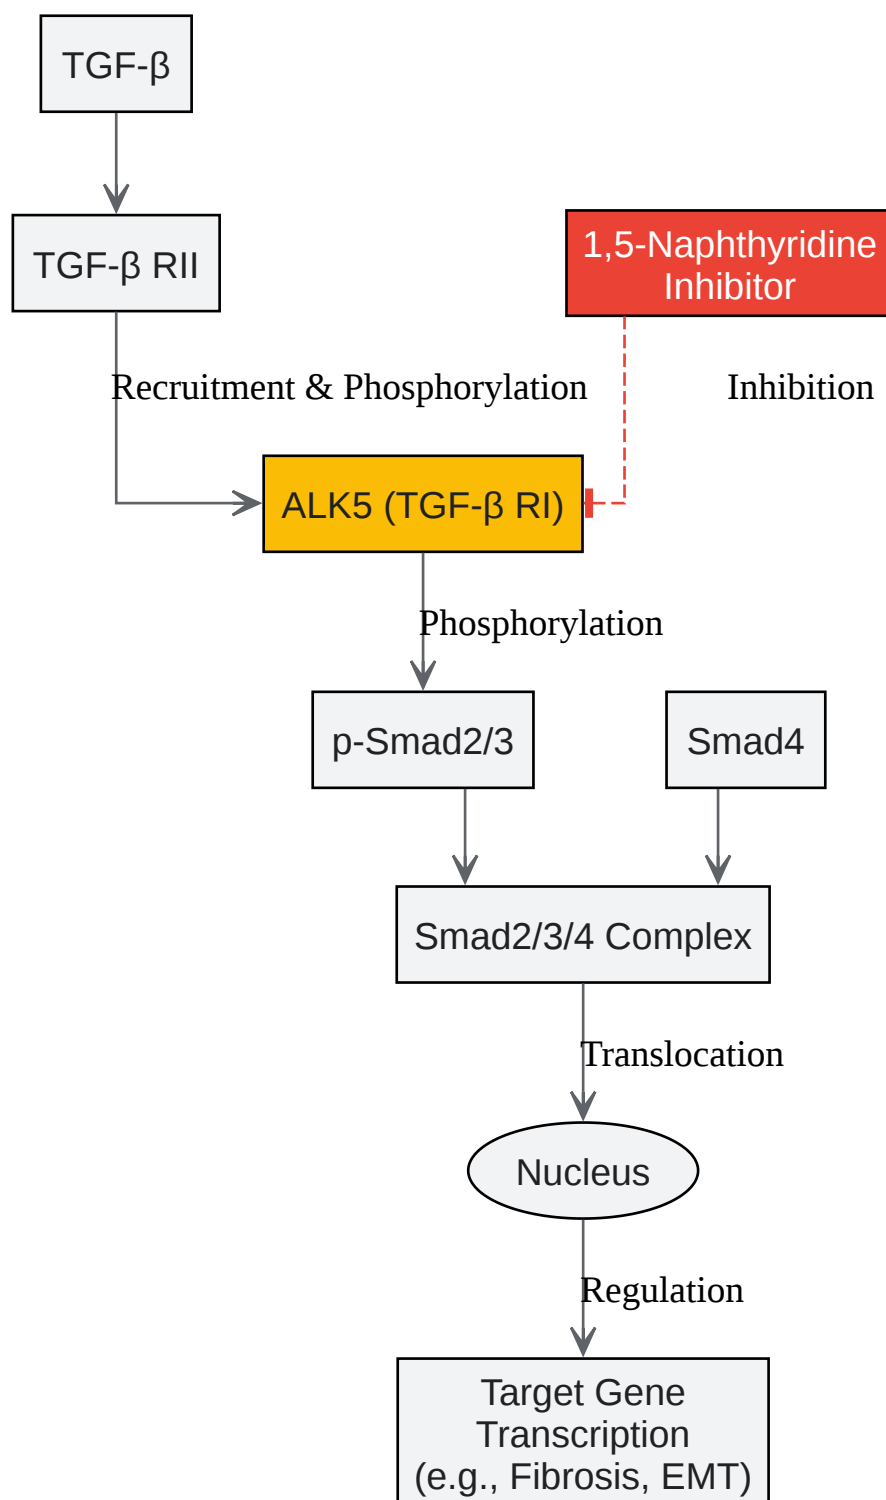 TGF-β
TGF-β RII
1,5-Naphthyridine
Inhibitor
Recruitment & Phosphorylation
Inhibition
ALK5 (TGF-β RI)
Phosphorylation
p-Smad2/3
Smad4
Smad2/3/4 Complex
Translocation
Nucleus
Regulation
Target Gene
Transcription
(e.g., Fibrosis, EMT)